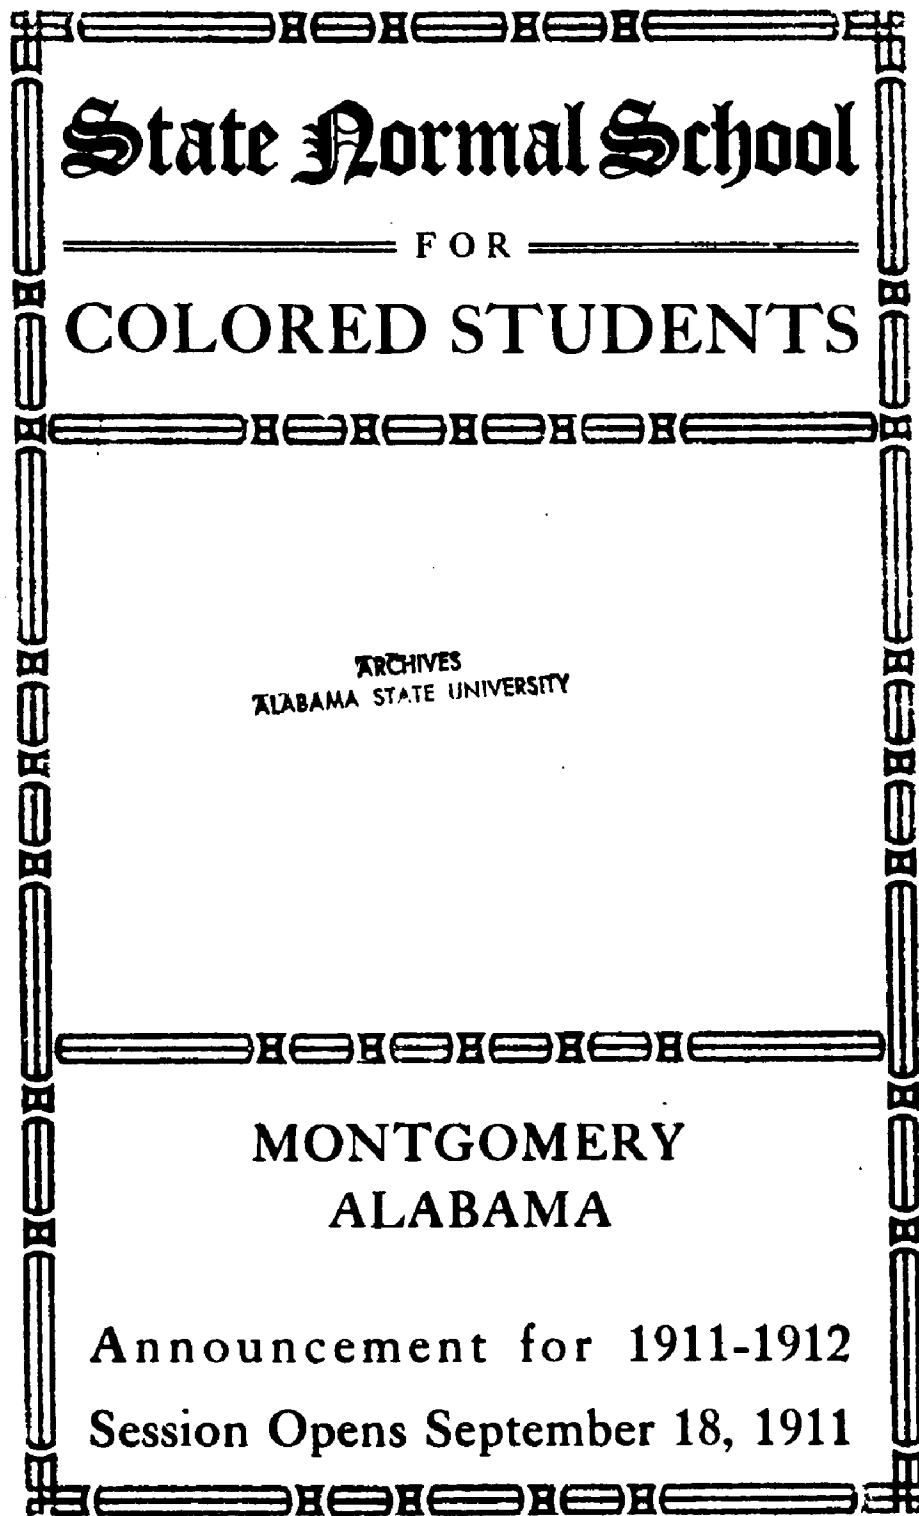 State Normal School
FOR
COLORED STUDENTS
ARCHIVES
ALABAMA STATE UNIVERSITY
MONTGOMERY
ALABAMA
Announcement for 1911-1912
Session Opens September 18, 1911